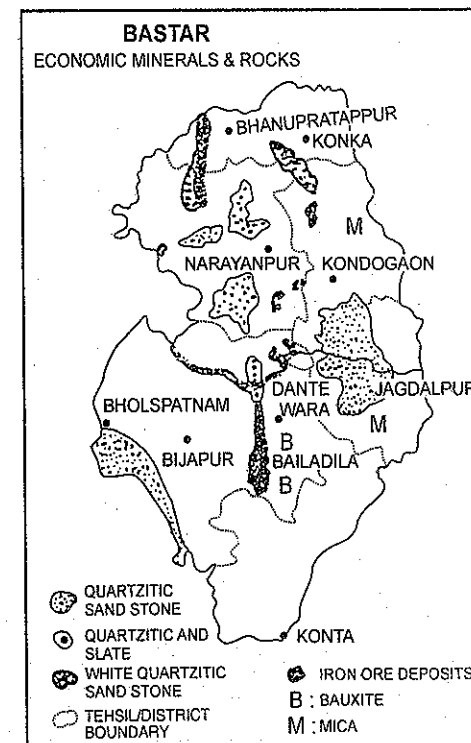 BASTAR
ECONOMIC MINERALS & ROCKS
BHANUPRATAPPUR
KONKA
M
NARAYANPUR
KONDOGAON
DANTE
WARA
JAGDALPUR
BHOLSPATNAM
B
M
BIJAPUR
BAILADILA
B
QUARTZITIC
SAND STONE
QUARTZITIC AND
SLATE
KONTA
WHITE QUARTZITIC
SAND STONE
IRON ORE DEPOSITS
B : BAUXITE
TEHSIL/DISTRICT
BOUNDARY
M : MICA